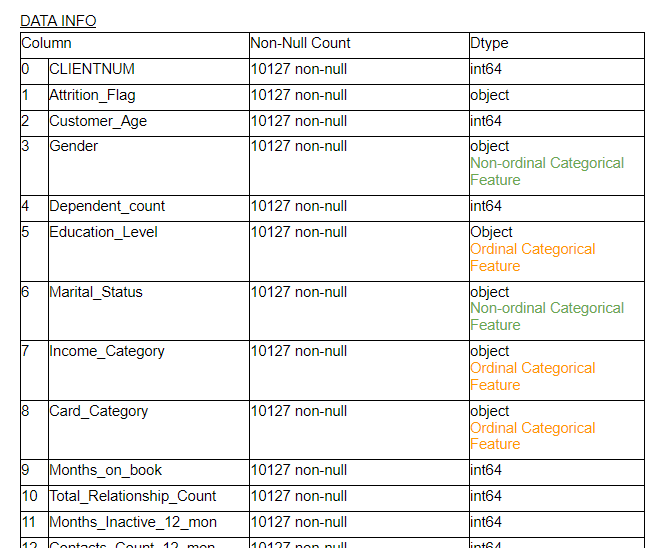 DATA INFO
Column Non-Null Count Dtype
0 CLIENTNUM 10127 non-null int64
1 Attrition_Flag 10127 non-null object
2 Customer_Age 10127 non-null int64
3 Gender 10127 non-null object
Non-ordinal Categorical
Feature
4 Dependent_count 10127 non-null int64
5 Education_Level 10127 non-null Object
Ordinal Categorical
Feature
6 Marital_Status 10127 non-null object
Non-ordinal Categorical
Feature
7 Income_Category 10127 non-null object
Ordinal Categorical
Feature
8 Card_Category 10127 non-null object
Ordinal Categorical
Feature
9 Months_on_book 10127 non-null int64
10 Total_Relationship_Count 10127 non-null int64
11 Months_Inactive_12_mon 10127 non-null int64
12 Contacts_Count_12_mon 10127 non-null int64